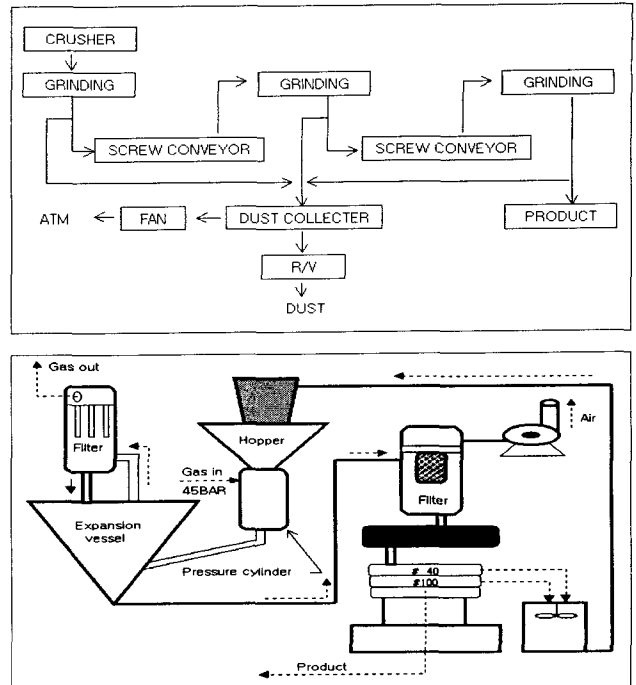 CRUSHER
GRINDING
GRINDING
GRINDING
SCREW CONVEYOR
SCREW CONVEYOR
ATM
FAN
DUST COLLECTER
PRODUCT
R/V
DUST
Gas out
Filter
Hopper
Air
Gas in
45BAR
Filter
Expansion
vessel
Pressure cylinder
# 40
#100
Product